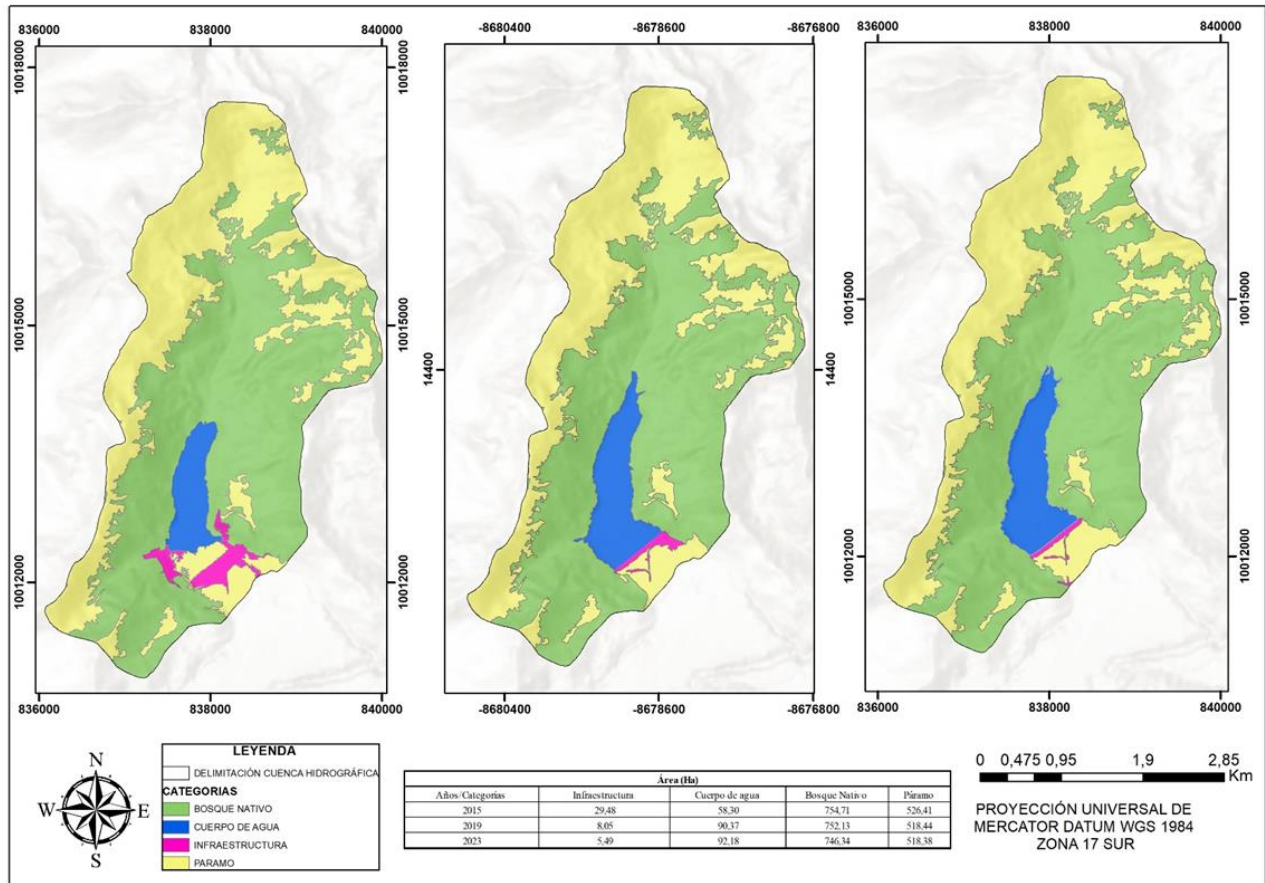 836000 838000 840000
-8680400 -8678600 -8676800
836000 838000 840000
10018000 10018000
10015000 10015000
10012000 10012000
14400 14400
10015000 10015000
10012000 10012000
836000 838000 840000
-8680400 -8678600 -8676800
836000 838000 840000
N
W E
S
LEYENDA
DELIMITACIÓN CUENCA HIDROGRÁFICA
CATEGORIAS
BOSQUE NATIVO
CUERPO DE AGUA
INFRAESTRUCTURA
PARAMO
Área (Ha)
Años/Categorías Infraestructura Cuerpo de agua Bosque Nativo Páramo
2015 29,48 58,30 754,71 526,41
2019 8,05 90,37 752,13 518,44
2023 5,49 92,18 746,34 518,38
0 0,475 0,95 1,9 2,85
Km
PROYECCIÓN UNIVERSAL DE
MERCATOR DATUM WGS 1984
ZONA 17 SUR